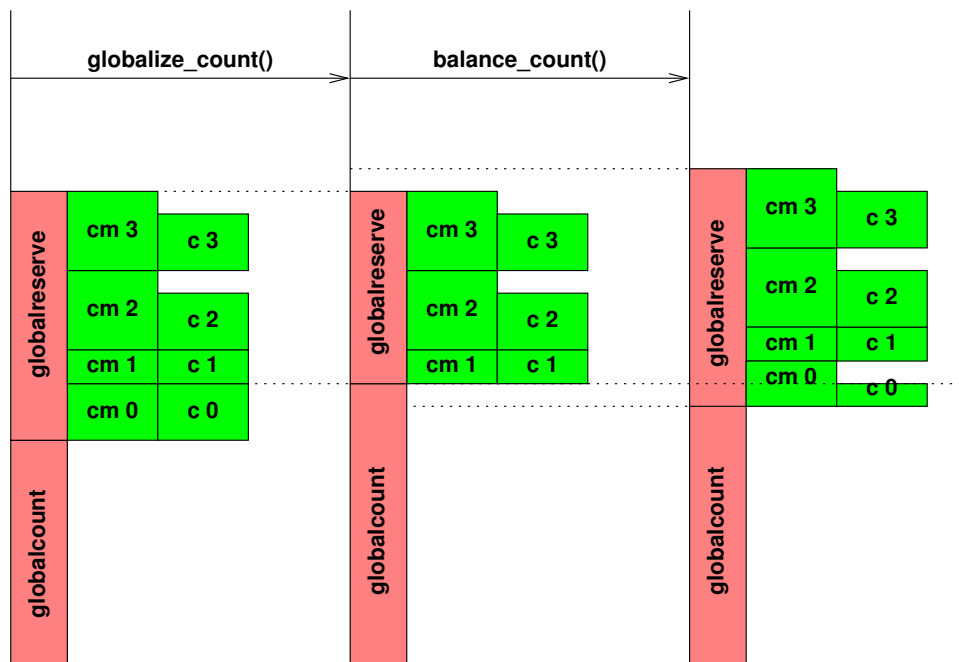 globalize_count()
balance_count()
globalreserve
cm 3
c 3
cm 2
c 2
cm 1
c 1
cm 0
c 0
globalcount
globalreserve
cm 3
c 3
cm 2
c 2
cm 1
c 1
globalcount
globalreserve
cm 3
c 3
cm 2
c 2
cm 1
c 1
cm 0
c 0
globalcount